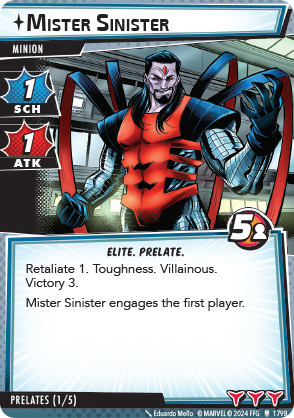 MISTER SINISTER
MINION
1
SCH
1
ATK
5
ELITE. PRELATE.
Retaliate 1. Toughness. Villainous.
Victory 3.
Mister Sinister engages the first player.
PRELATES (1/5)
Eduardo Mello © MARVEL © 2024 FFG 179B